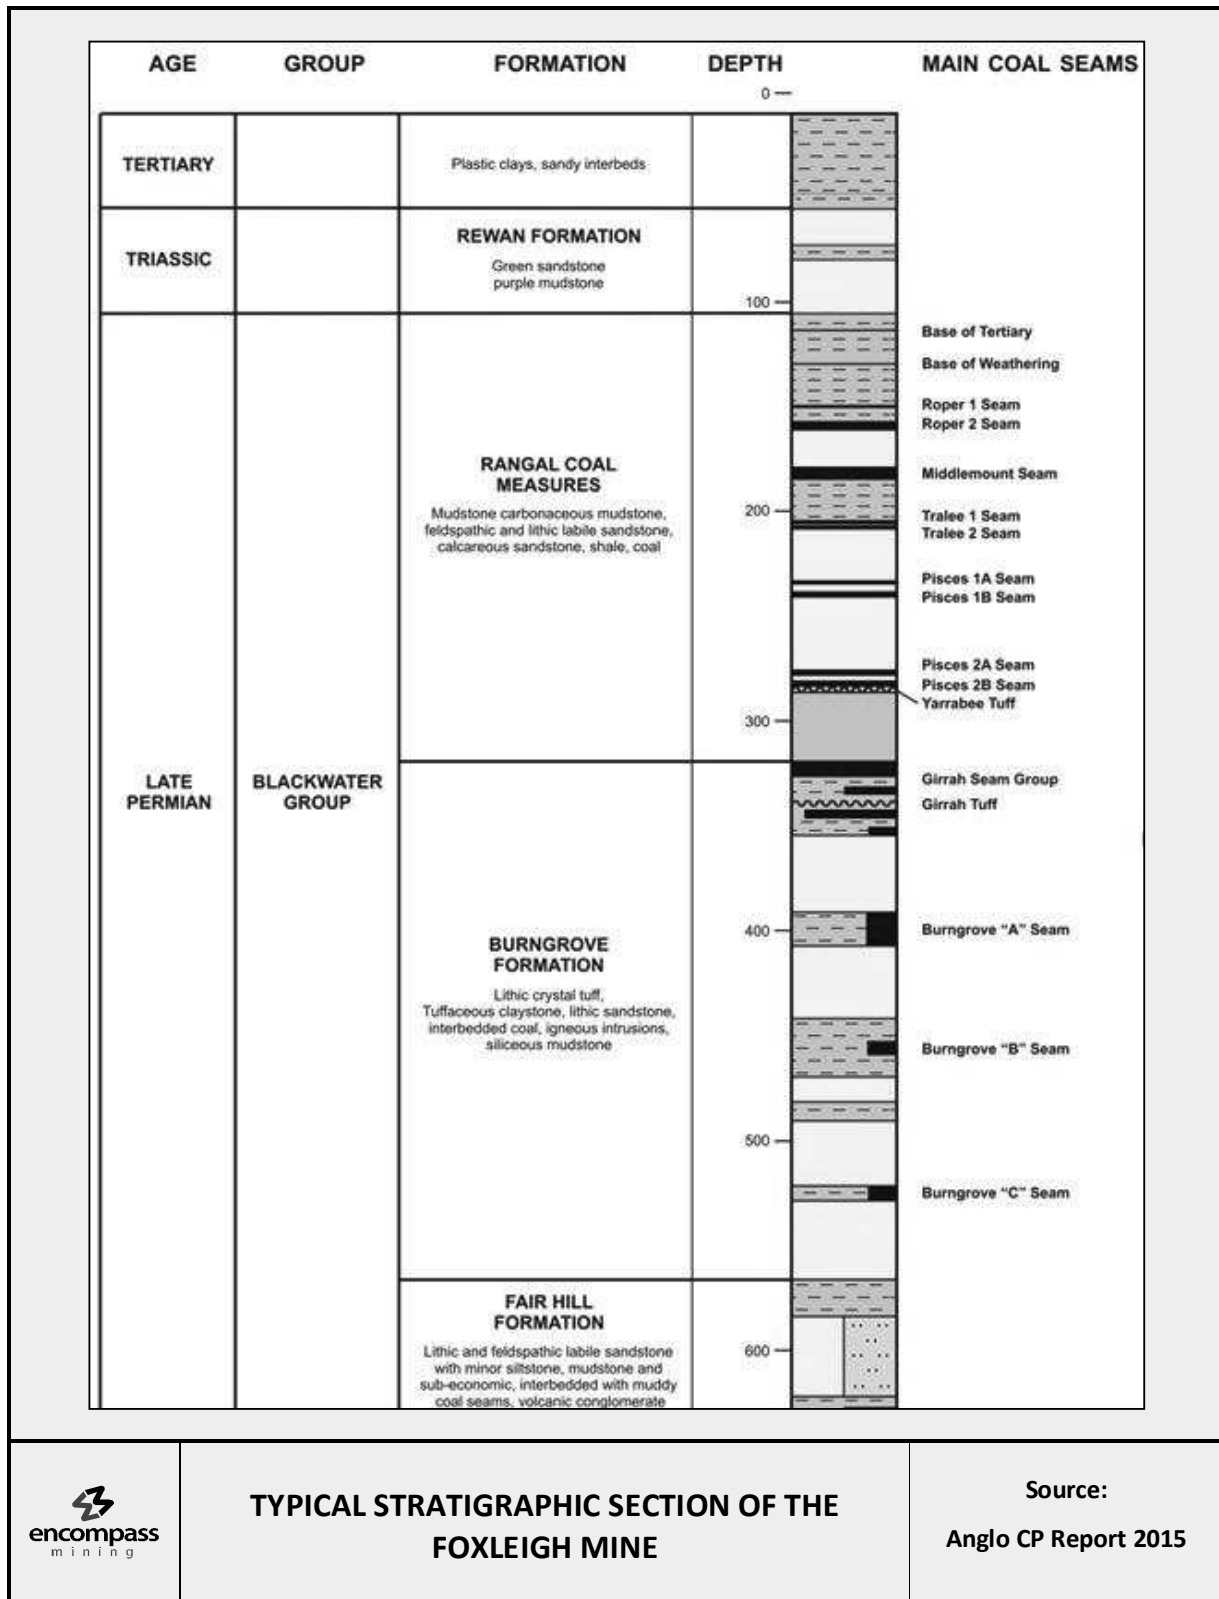 AGE GROUP FORMATION DEPTH MAIN COAL SEAMS
0
TERTIARY
Plastic clays, sandy interbeds
TRIASSIC
REWAN FORMATION
Green sandstone
purple mudstone
100
Base of Tertiary
Base of Weathering
Roper 1 Seam
Roper 2 Seam
RANGAL COAL
MEASURES
Mudstone carbonaceous mudstone,
feldspathic and lithic labile sandstone,
calcareous sandstone, shale, coal
Middlemount Seam
200
Tralee 1 Seam
Tralee 2 Seam
Pisces 1A Seam
Pisces 1B Seam
Pisces 2A Seam
Pisces 2B Seam
Yarrabee Tuff
300
LATE
PERMIAN
BLACKWATER
GROUP
Girrah Seam Group
Girrah Tuff
BURNGROVE
FORMATION
Lithic crystal tuff,
Tuffaceous claystone, lithic sandstone,
interbedded coal, igneous intrusions,
siliceous mudstone
400
Burngrove “A” Seam
Burngrove “B” Seam
500
Burngrove “C” Seam
FAIR HILL
FORMATION
Lithic and feldspathic labile sandstone
with minor siltstone, mudstone and
sub-economic, interbedded with muddy
coal seams, volcanic conglomerate
600
encompass
mining
TYPICAL STRATIGRAPHIC SECTION OF THE
FOXLEIGH MINE
Source:
Anglo CP Report 2015